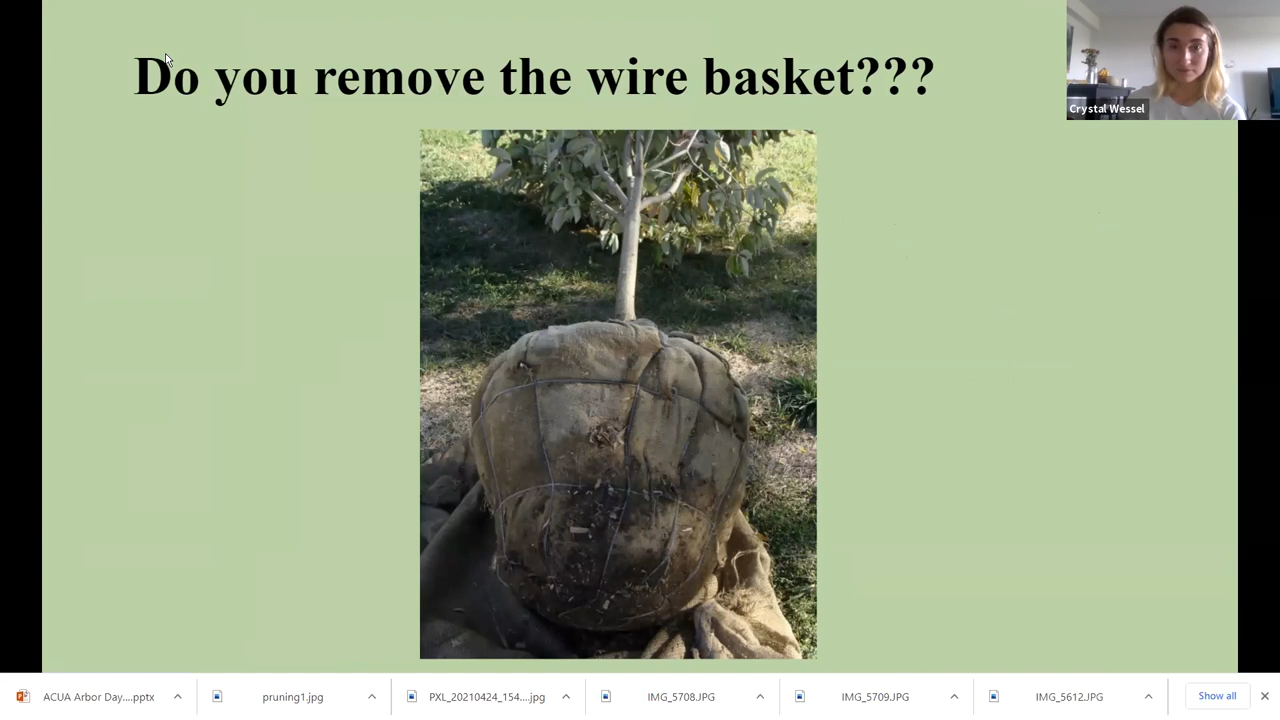 Do you remove the wire basket???
Crystal Wessel
ACUA Arbor Day....pptx
pruning1.jpg
PXL_20210424_154....jpg
IMG_5708.JPG
IMG_5709.JPG
IMG_5612.JPG
Show all